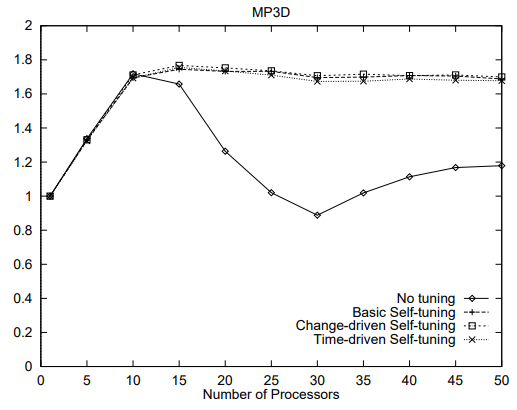 MP3D
2
1.8
1.6
1.4
1.2
1
0.8
0.6
0.4
0.2
0
No tuning
Basic Self-tuning
Change-driven Self-tuning
Time-driven Self-tuning
0 5 10 15 20 25 30 35 40 45 50
Number of Processors